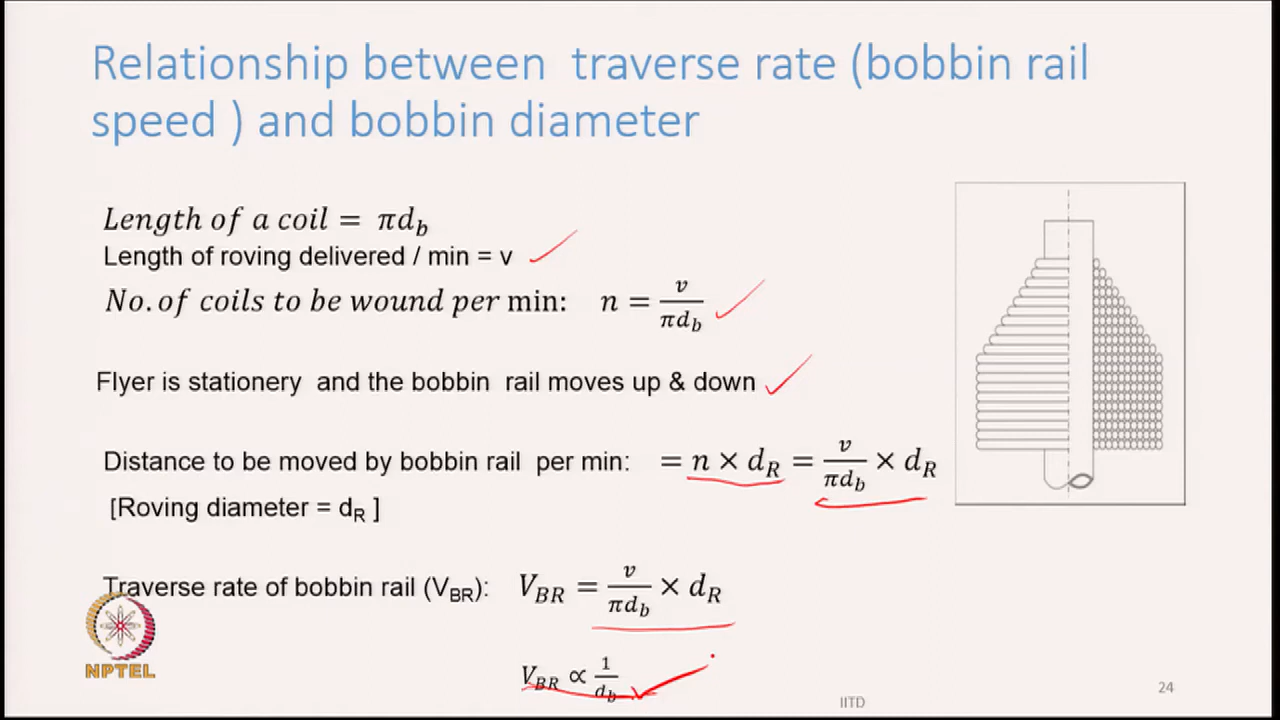 Relationship between traverse rate (bobbin rail
speed ) and bobbin diameter
Length of a coil = πd_b
Length of roving delivered / min = v
No. of coils to be wound per min: n = v/πd_b
Flyer is stationery and the bobbin rail moves up & down
Distance to be moved by bobbin rail per min: = n × d_R = v/πd_b × d_R
[Roving diameter = d_R ]
Traverse rate of bobbin rail (V_BR): V_BR = v/πd_b × d_R
V_BR ∝ 1/d_b
NPTEL
IITD
24